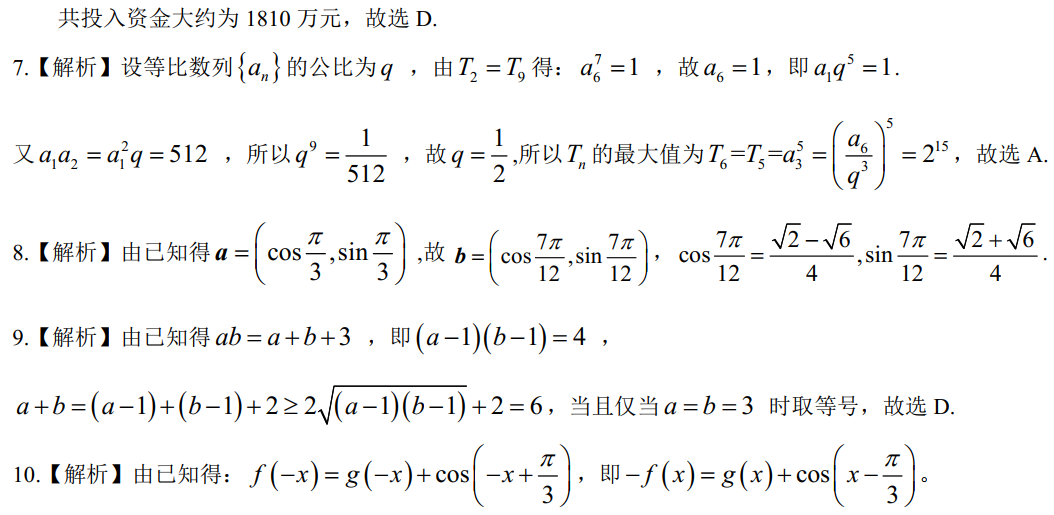 共投入资金大约为 1810 万元，故选 D.
7.【解析】设等比数列{aₙ}的公比为q ，由T₂ = T₉得：a₆⁷ = 1 ，故a₆ = 1，即a₁q⁵ = 1.
又a₁a₂ = a₁²q = 512 ，所以q⁹ = 1/512 ，故q = 1/2 ,所以Tₙ的最大值为T₆=T₅=a₃⁵ = (a₆/q³)⁵ = 2¹⁵，故选 A.
8.【解析】由已知得a = (cos π/3, sin π/3) ,故 b = (cos 7π/12, sin 7π/12)，cos 7π/12 = (√2 − √6)/4, sin 7π/12 = (√2 + √6)/4.
9.【解析】由已知得ab = a + b + 3 ，即(a − 1)(b − 1) = 4 ，
a + b = (a − 1) + (b − 1) + 2 ≥ 2√((a − 1)(b − 1)) + 2 = 6，当且仅当a = b = 3 时取等号，故选 D.
10.【解析】由已知得：f(−x) = g(−x) + cos(−x + π/3)，即−f(x) = g(x) + cos(x − π/3)。